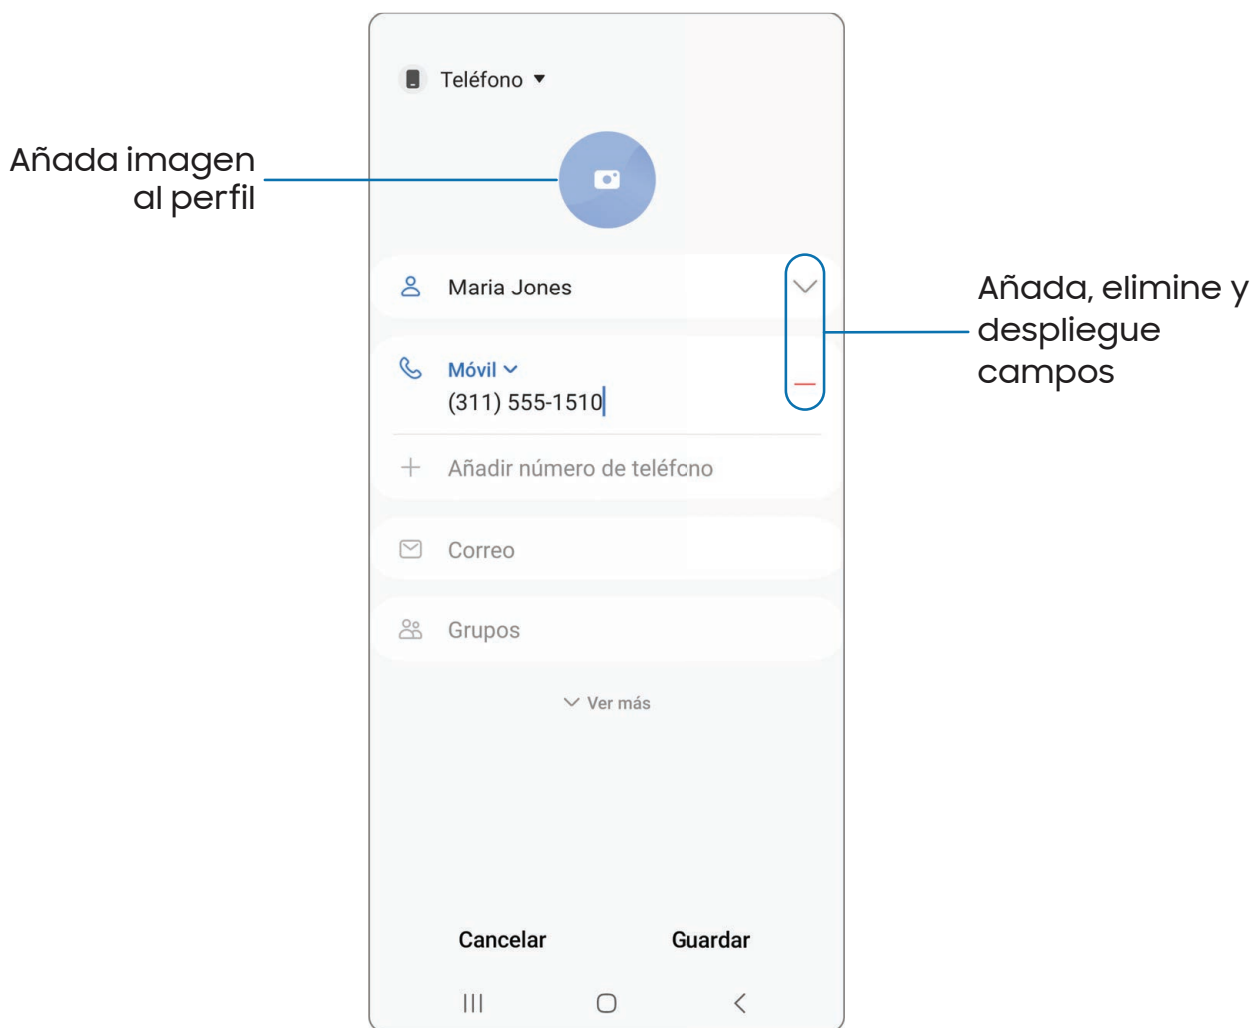 Teléfono
Añada imagen
al perfil
Maria Jones
Añada, elimine y
despliegue
campos
Móvil
(311) 555-1510
Añadir número de teléfono
Correo
Grupos
Ver más
Cancelar
Guardar